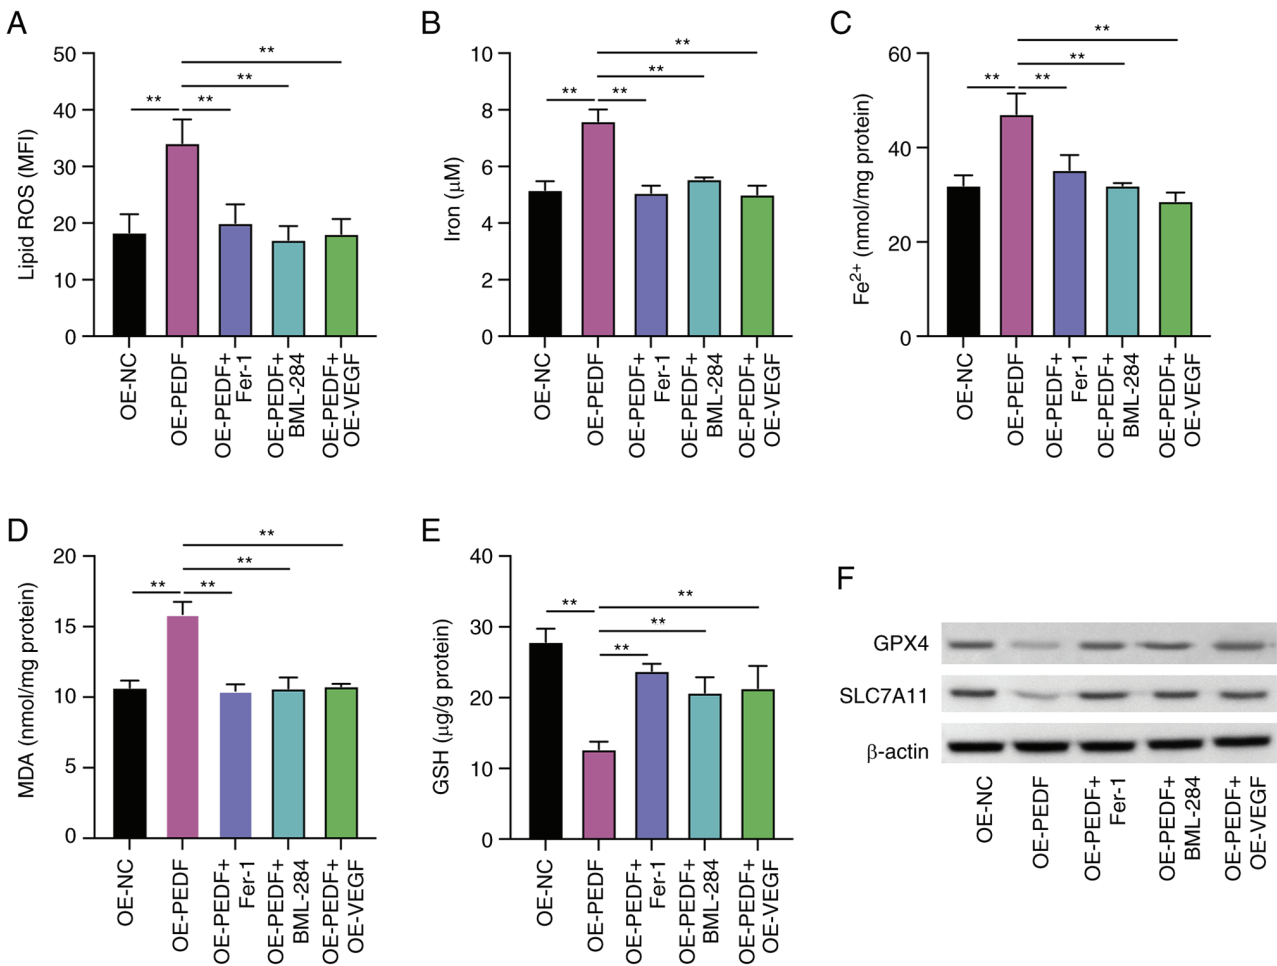 A
Lipid ROS (MFI)
50
40
30
20
10
0
**
**
**
**
OE-NC
OE-PEDF
OE-PEDF+
Fer-1
OE-PEDF+
BML-284
OE-PEDF+
OE-VEGF
B
Iron (μM)
10
8
6
4
2
0
**
**
**
**
OE-NC
OE-PEDF
OE-PEDF+
Fer-1
OE-PEDF+
BML-284
OE-PEDF+
OE-VEGF
C
Fe2+ (nmol/mg protein)
60
40
20
0
**
**
**
**
OE-NC
OE-PEDF
OE-PEDF+
Fer-1
OE-PEDF+
BML-284
OE-PEDF+
OE-VEGF
D
MDA (nmol/mg protein)
20
15
10
5
0
**
**
**
**
OE-NC
OE-PEDF
OE-PEDF+
Fer-1
OE-PEDF+
BML-284
OE-PEDF+
OE-VEGF
E
GSH (μg/g protein)
40
30
20
10
0
**
**
**
**
OE-NC
OE-PEDF
OE-PEDF+
Fer-1
OE-PEDF+
BML-284
OE-PEDF+
OE-VEGF
F
GPX4
SLC7A11
β-actin
OE-NC
OE-PEDF
OE-PEDF+
Fer-1
OE-PEDF+
BML-284
OE-PEDF+
OE-VEGF